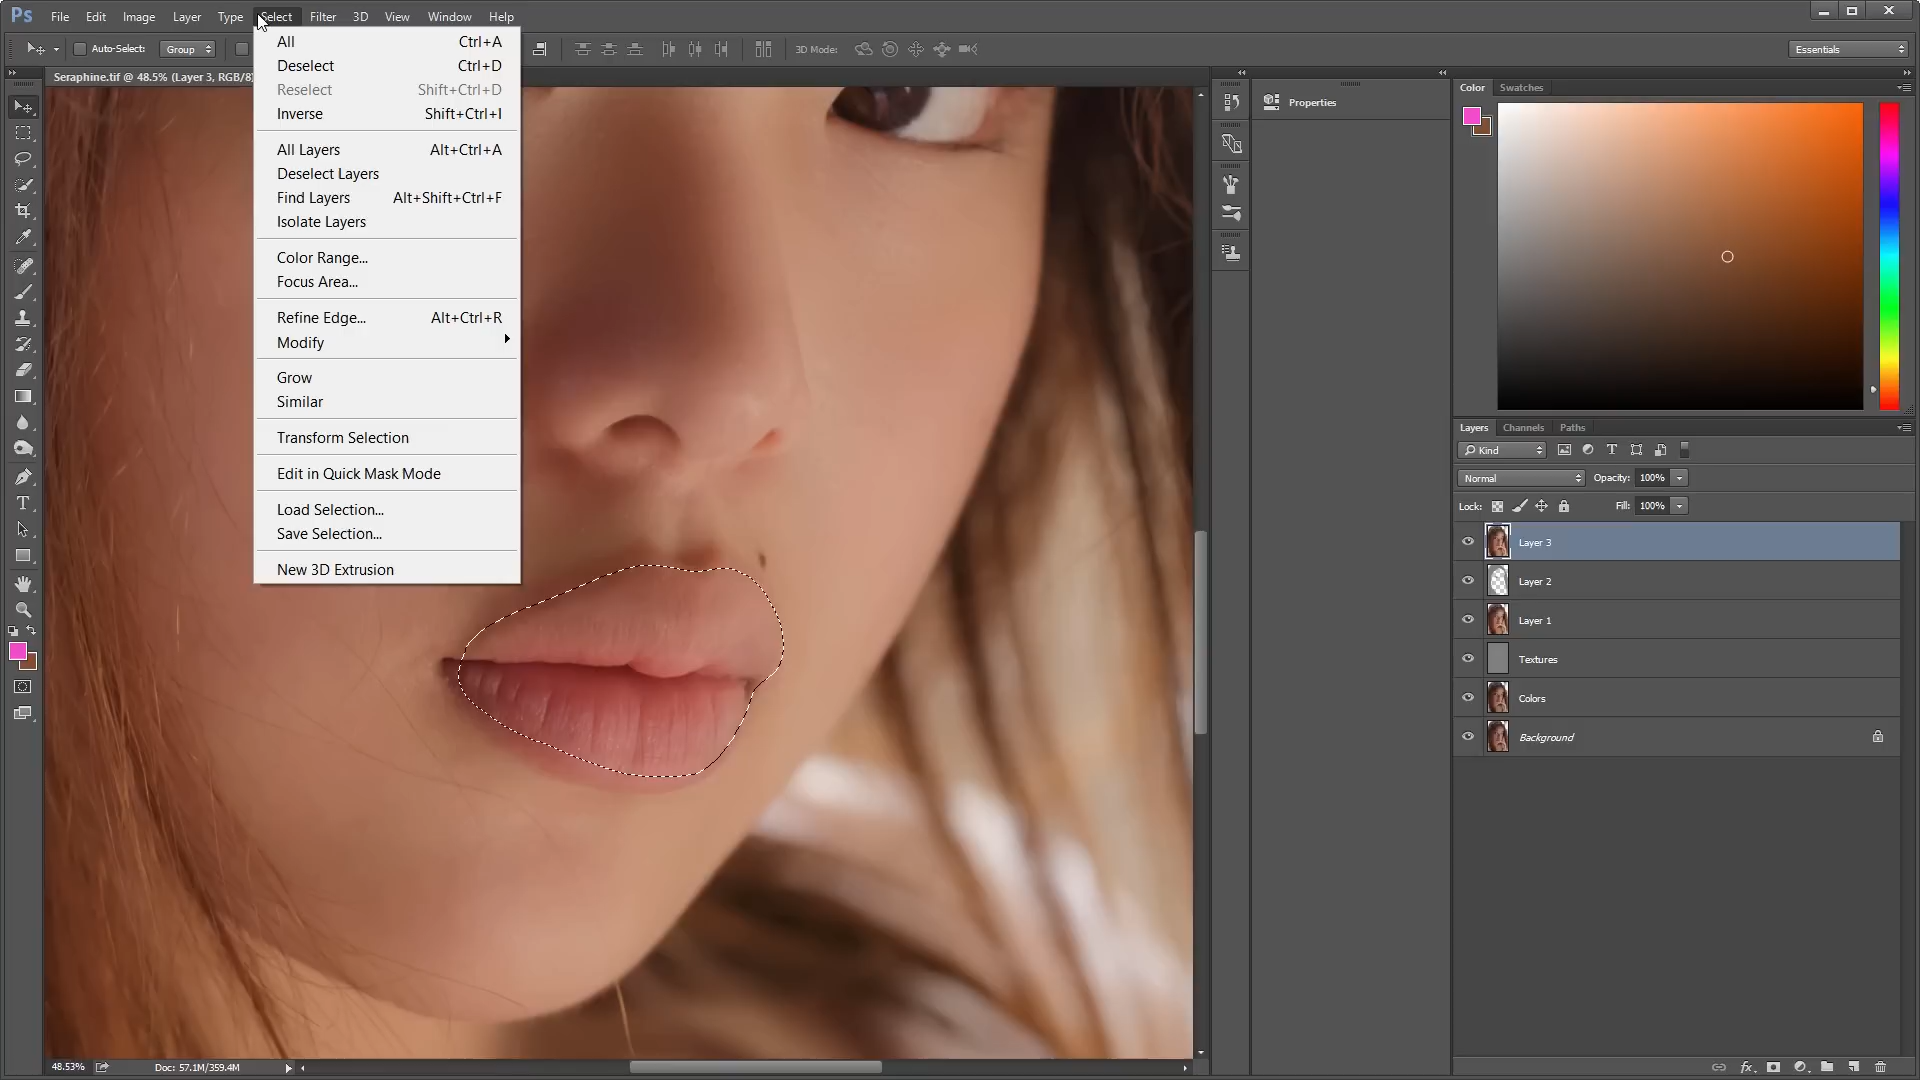 Ps File Edit Image Layer Type Select Filter 3D View Window Help
Auto-Select: Group 3D Mode: Essentials
Seraphine.tif @ 48.5% (Layer 3, RGB/8)
All Ctrl+A
Deselect Ctrl+D
Reselect Shift+Ctrl+D
Inverse Shift+Ctrl+I
All Layers Alt+Ctrl+A
Deselect Layers
Find Layers Alt+Shift+Ctrl+F
Isolate Layers
Color Range...
Focus Area...
Refine Edge... Alt+Ctrl+R
Modify
Grow
Similar
Transform Selection
Edit in Quick Mask Mode
Load Selection...
Save Selection...
New 3D Extrusion
Properties
Color Swatches
Layers Channels Paths
Kind
Normal Opacity: 100%
Lock: Fill: 100%
Layer 3
Layer 2
Layer 1
Textures
Colors
Background
48.53% Doc: 57.1M/359.4M
fx